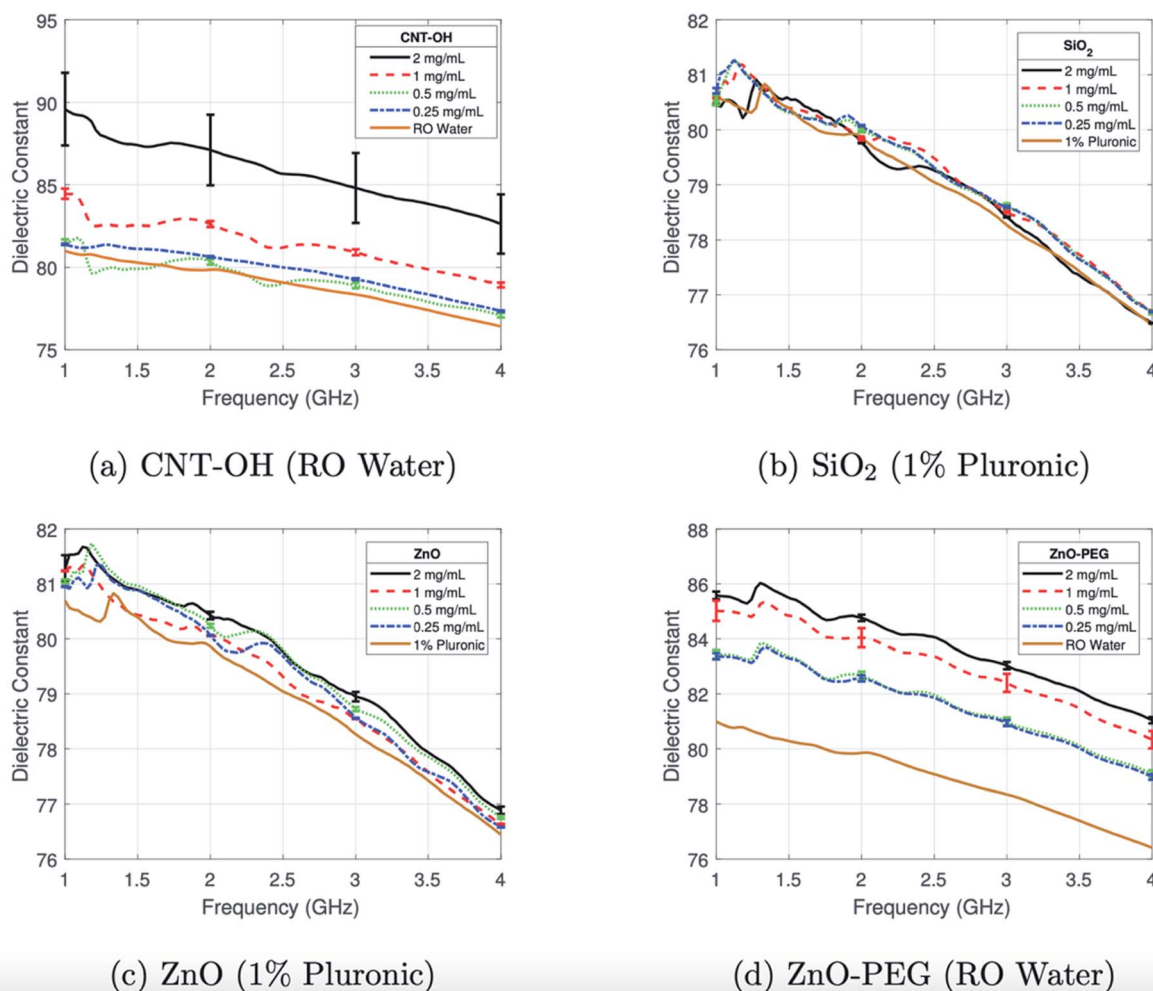 95
90
85
80
75
Dielectric Constant
CNT-OH
2 mg/mL
1 mg/mL
0.5 mg/mL
0.25 mg/mL
RO Water
1 1.5 2 2.5 3 3.5 4
Frequency (GHz)
(a) CNT-OH (RO Water)
82
81
80
79
78
77
76
Dielectric Constant
SiO₂
2 mg/mL
1 mg/mL
0.5 mg/mL
0.25 mg/mL
1% Pluronic
1 1.5 2 2.5 3 3.5 4
Frequency (GHz)
(b) SiO₂ (1% Pluronic)
82
81
80
79
78
77
76
Dielectric Constant
ZnO
2 mg/mL
1 mg/mL
0.5 mg/mL
0.25 mg/mL
1% Pluronic
1 1.5 2 2.5 3 3.5 4
Frequency (GHz)
(c) ZnO (1% Pluronic)
88
86
84
82
80
78
76
Dielectric Constant
ZnO-PEG
2 mg/mL
1 mg/mL
0.5 mg/mL
0.25 mg/mL
RO Water
1 1.5 2 2.5 3 3.5 4
Frequency (GHz)
(d) ZnO-PEG (RO Water)